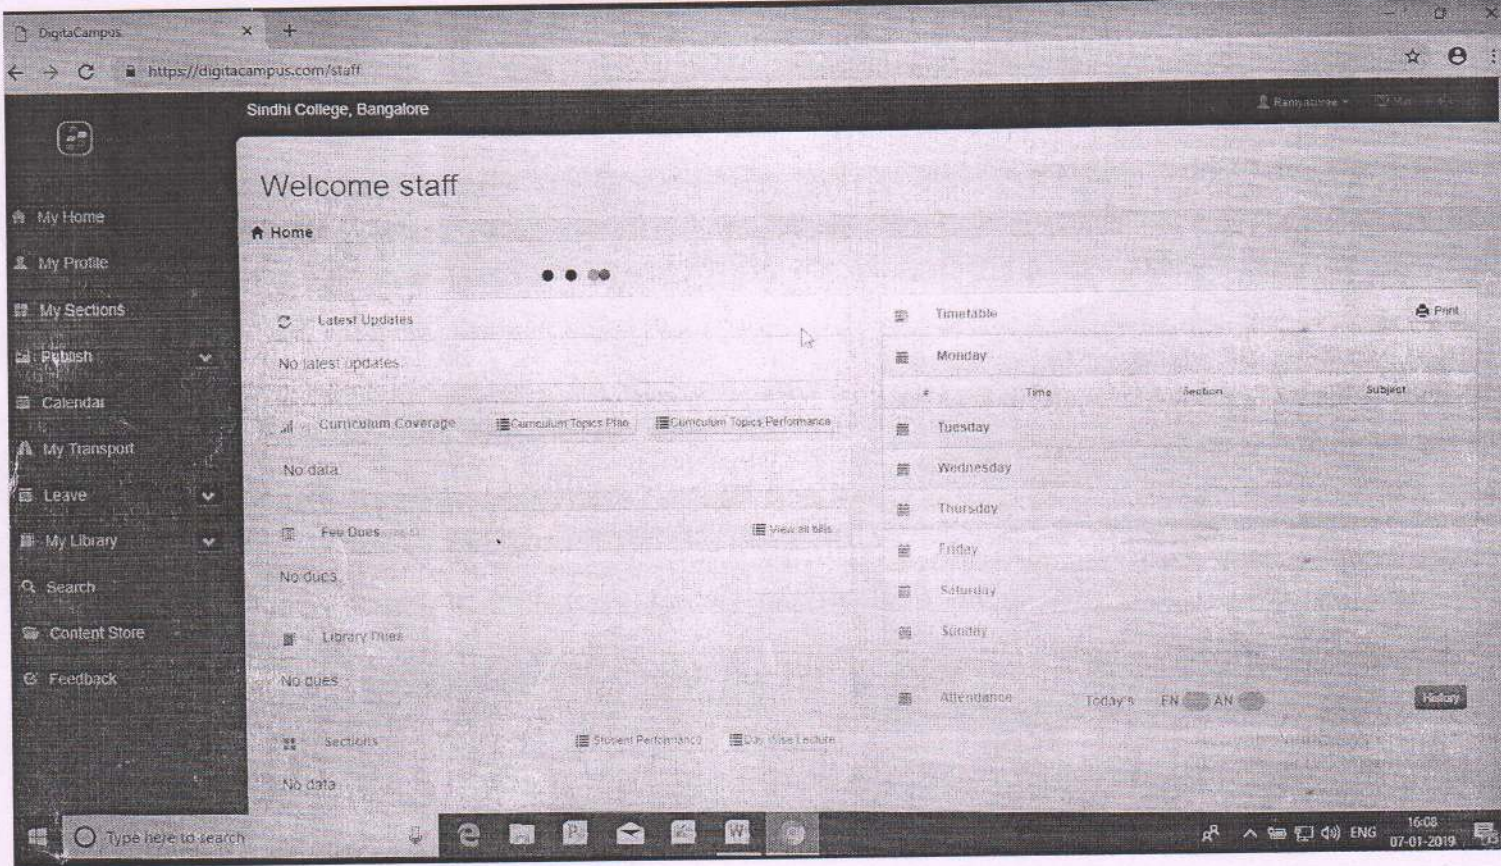 DigitaCampus
https://digitacampus.com/staff
Sindhi College, Bangalore
Welcome staff
Home
My Home
My Profile
My Sections
Publish
Calendar
My Transport
Leave
My Library
Search
Content Store
Feedback
Latest Updates
No latest updates.
Curriculum Coverage
Curriculum Topics Plan
Curriculum Topics Performance
No data
Fee Dues
View all bills
No dues.
Library Dues
No dues
Sections
Student Performance
Day Wise Lecture
No data
Timetable
Print
Monday
# Time Section Subject
Tuesday
Wednesday
Thursday
Friday
Saturday
Sunday
Attendance Today's FN AN
History
Type here to search
ENG
16:08
07-01-2019